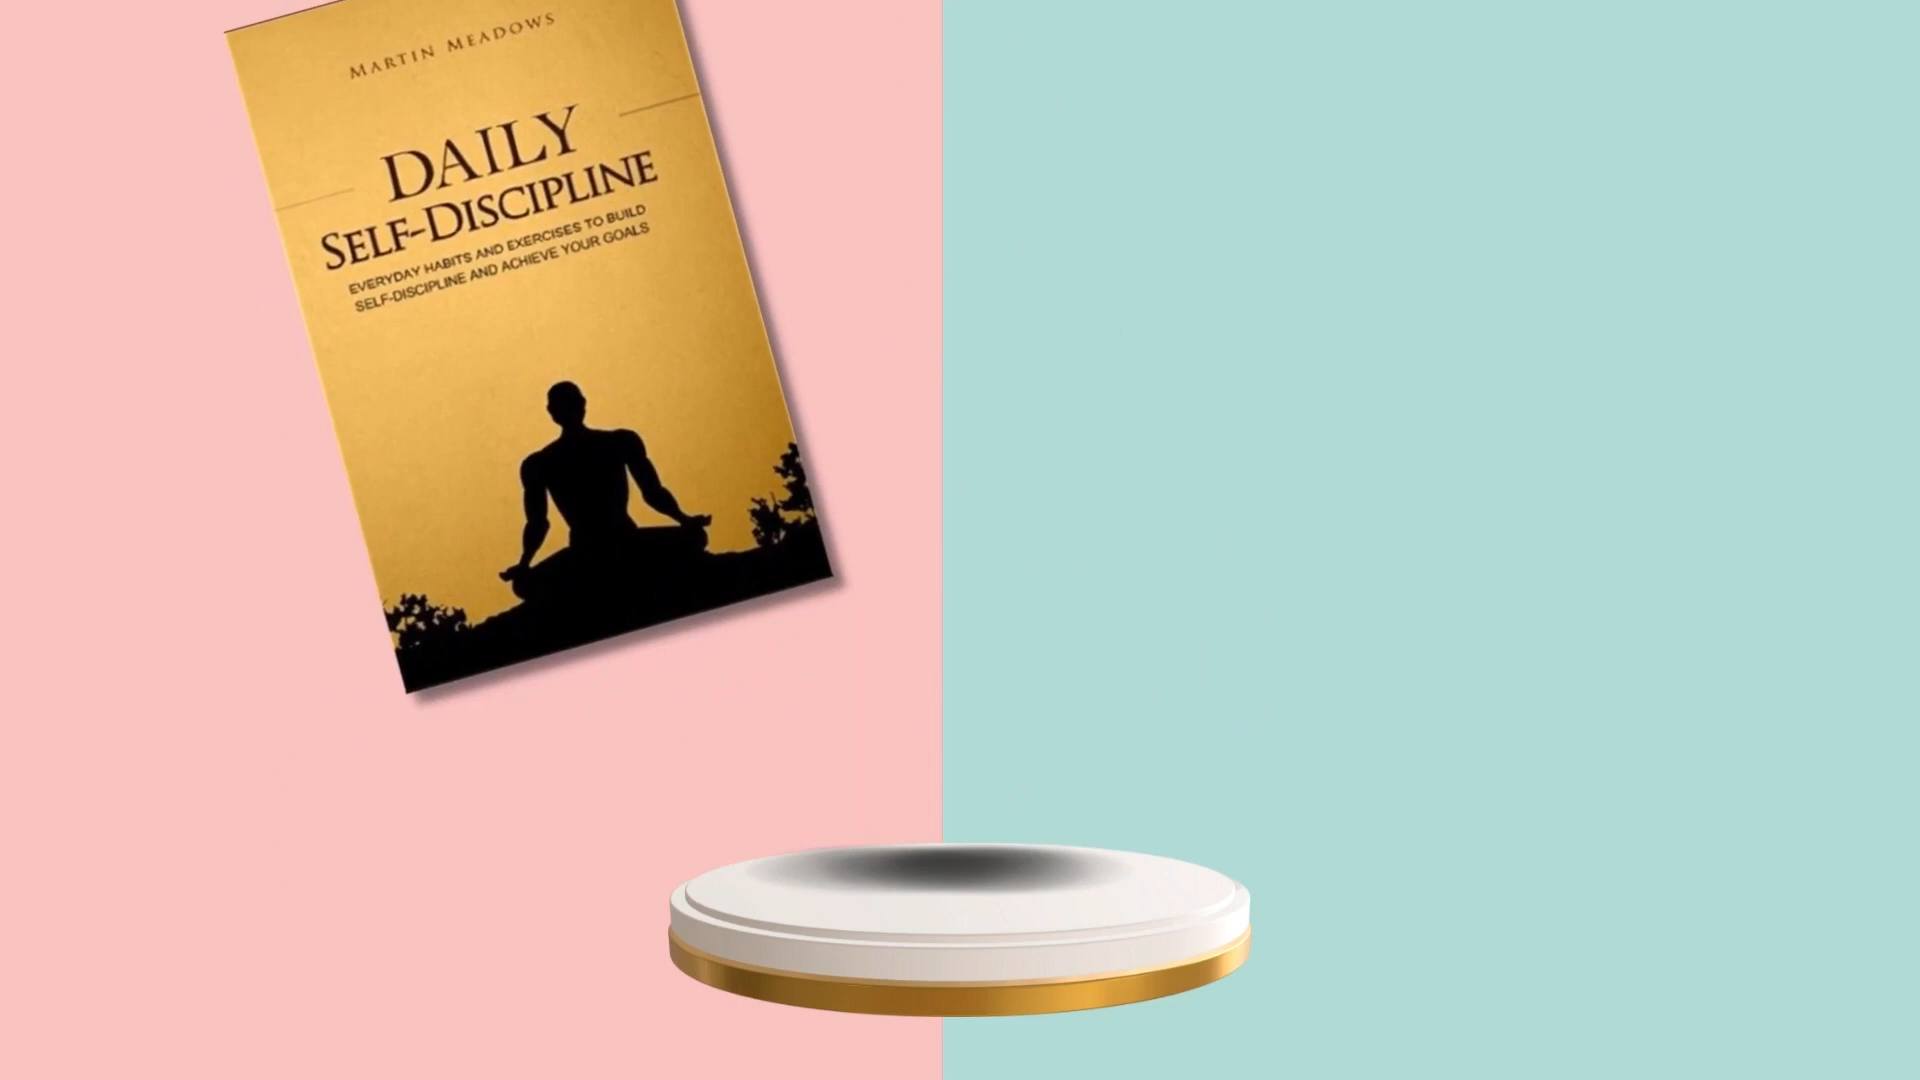 MARTIN MEADOWS
DAILY
SELF-DISCIPLINE
EVERYDAY HABITS AND EXERCISES TO BUILD
SELF-DISCIPLINE AND ACHIEVE YOUR GOALS